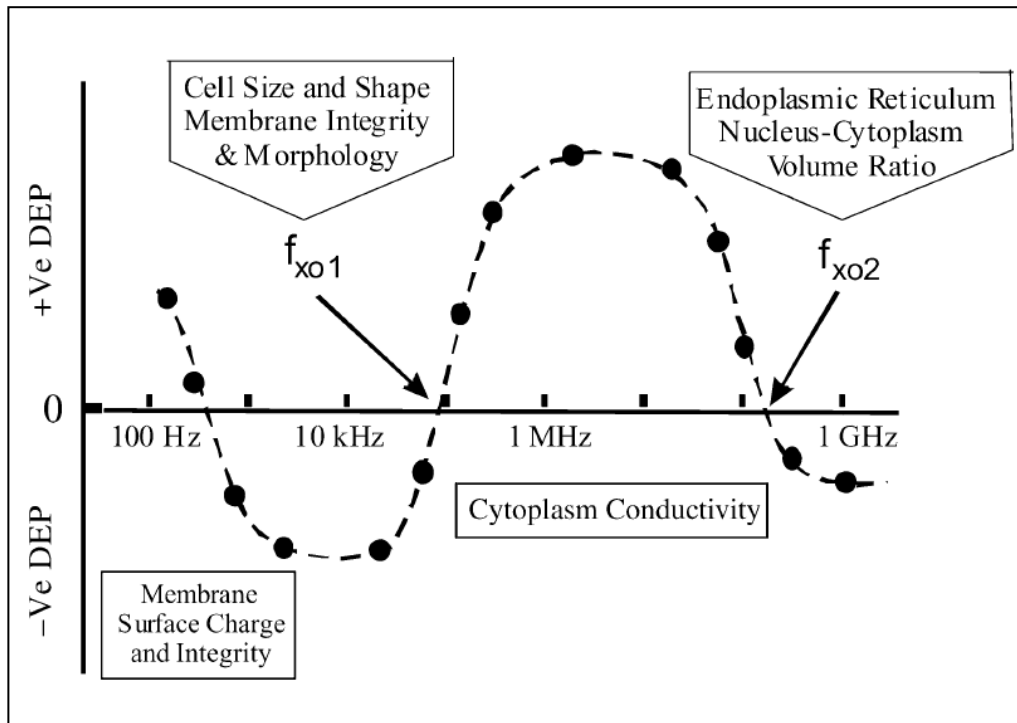 Cell Size and Shape
Membrane Integrity
& Morphology
Endoplasmic Reticulum
Nucleus-Cytoplasm
Volume Ratio
+Ve DEP
fxo1
fxo2
0
100 Hz
10 kHz
1 MHz
1 GHz
Cytoplasm Conductivity
−Ve DEP
Membrane
Surface Charge
and Integrity